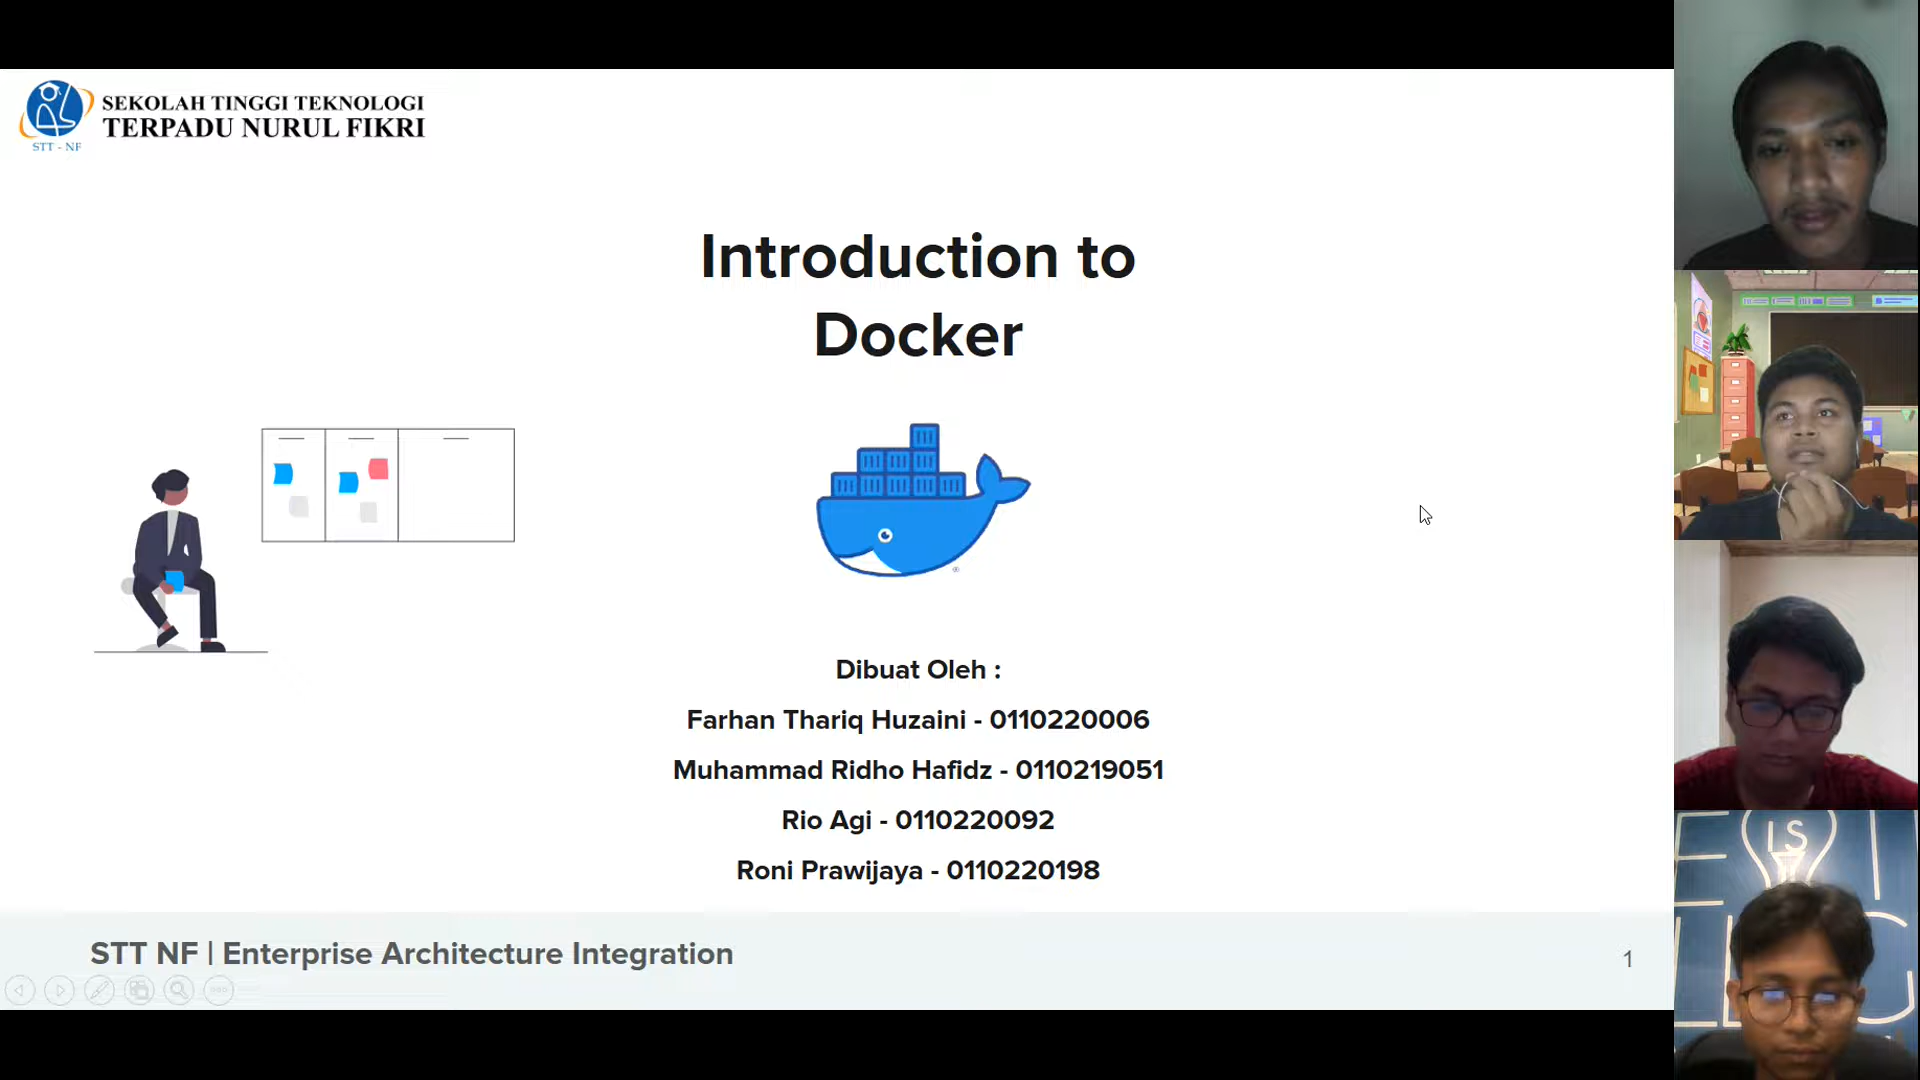 SEKOLAH TINGGI TEKNOLOGI
TERPADU NURUL FIKRI
STT - NF
Introduction to
Docker
Dibuat Oleh :
Farhan Thariq Huzaini - 0110220006
Muhammad Ridho Hafidz - 0110219051
Rio Agi - 0110220092
Roni Prawijaya - 0110220198
STT NF | Enterprise Architecture Integration
1
IS